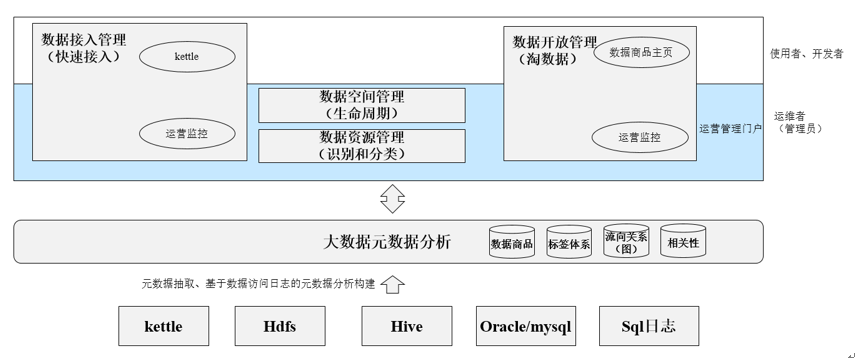 数据接入管理
（快速接入）
kettle
运营监控
数据空间管理
（生命周期）
数据资源管理
（识别和分类）
数据开放管理
（淘数据）
数据商品主页
运营监控
运营管理门户
使用者、开发者
运维者
（管理员）
大数据元数据分析
数据商品
标签体系
流向关系
（图）
相关性
元数据抽取、基于数据访问日志的元数据分析构建
kettle
Hdfs
Hive
Oracle/mysql
Sql日志